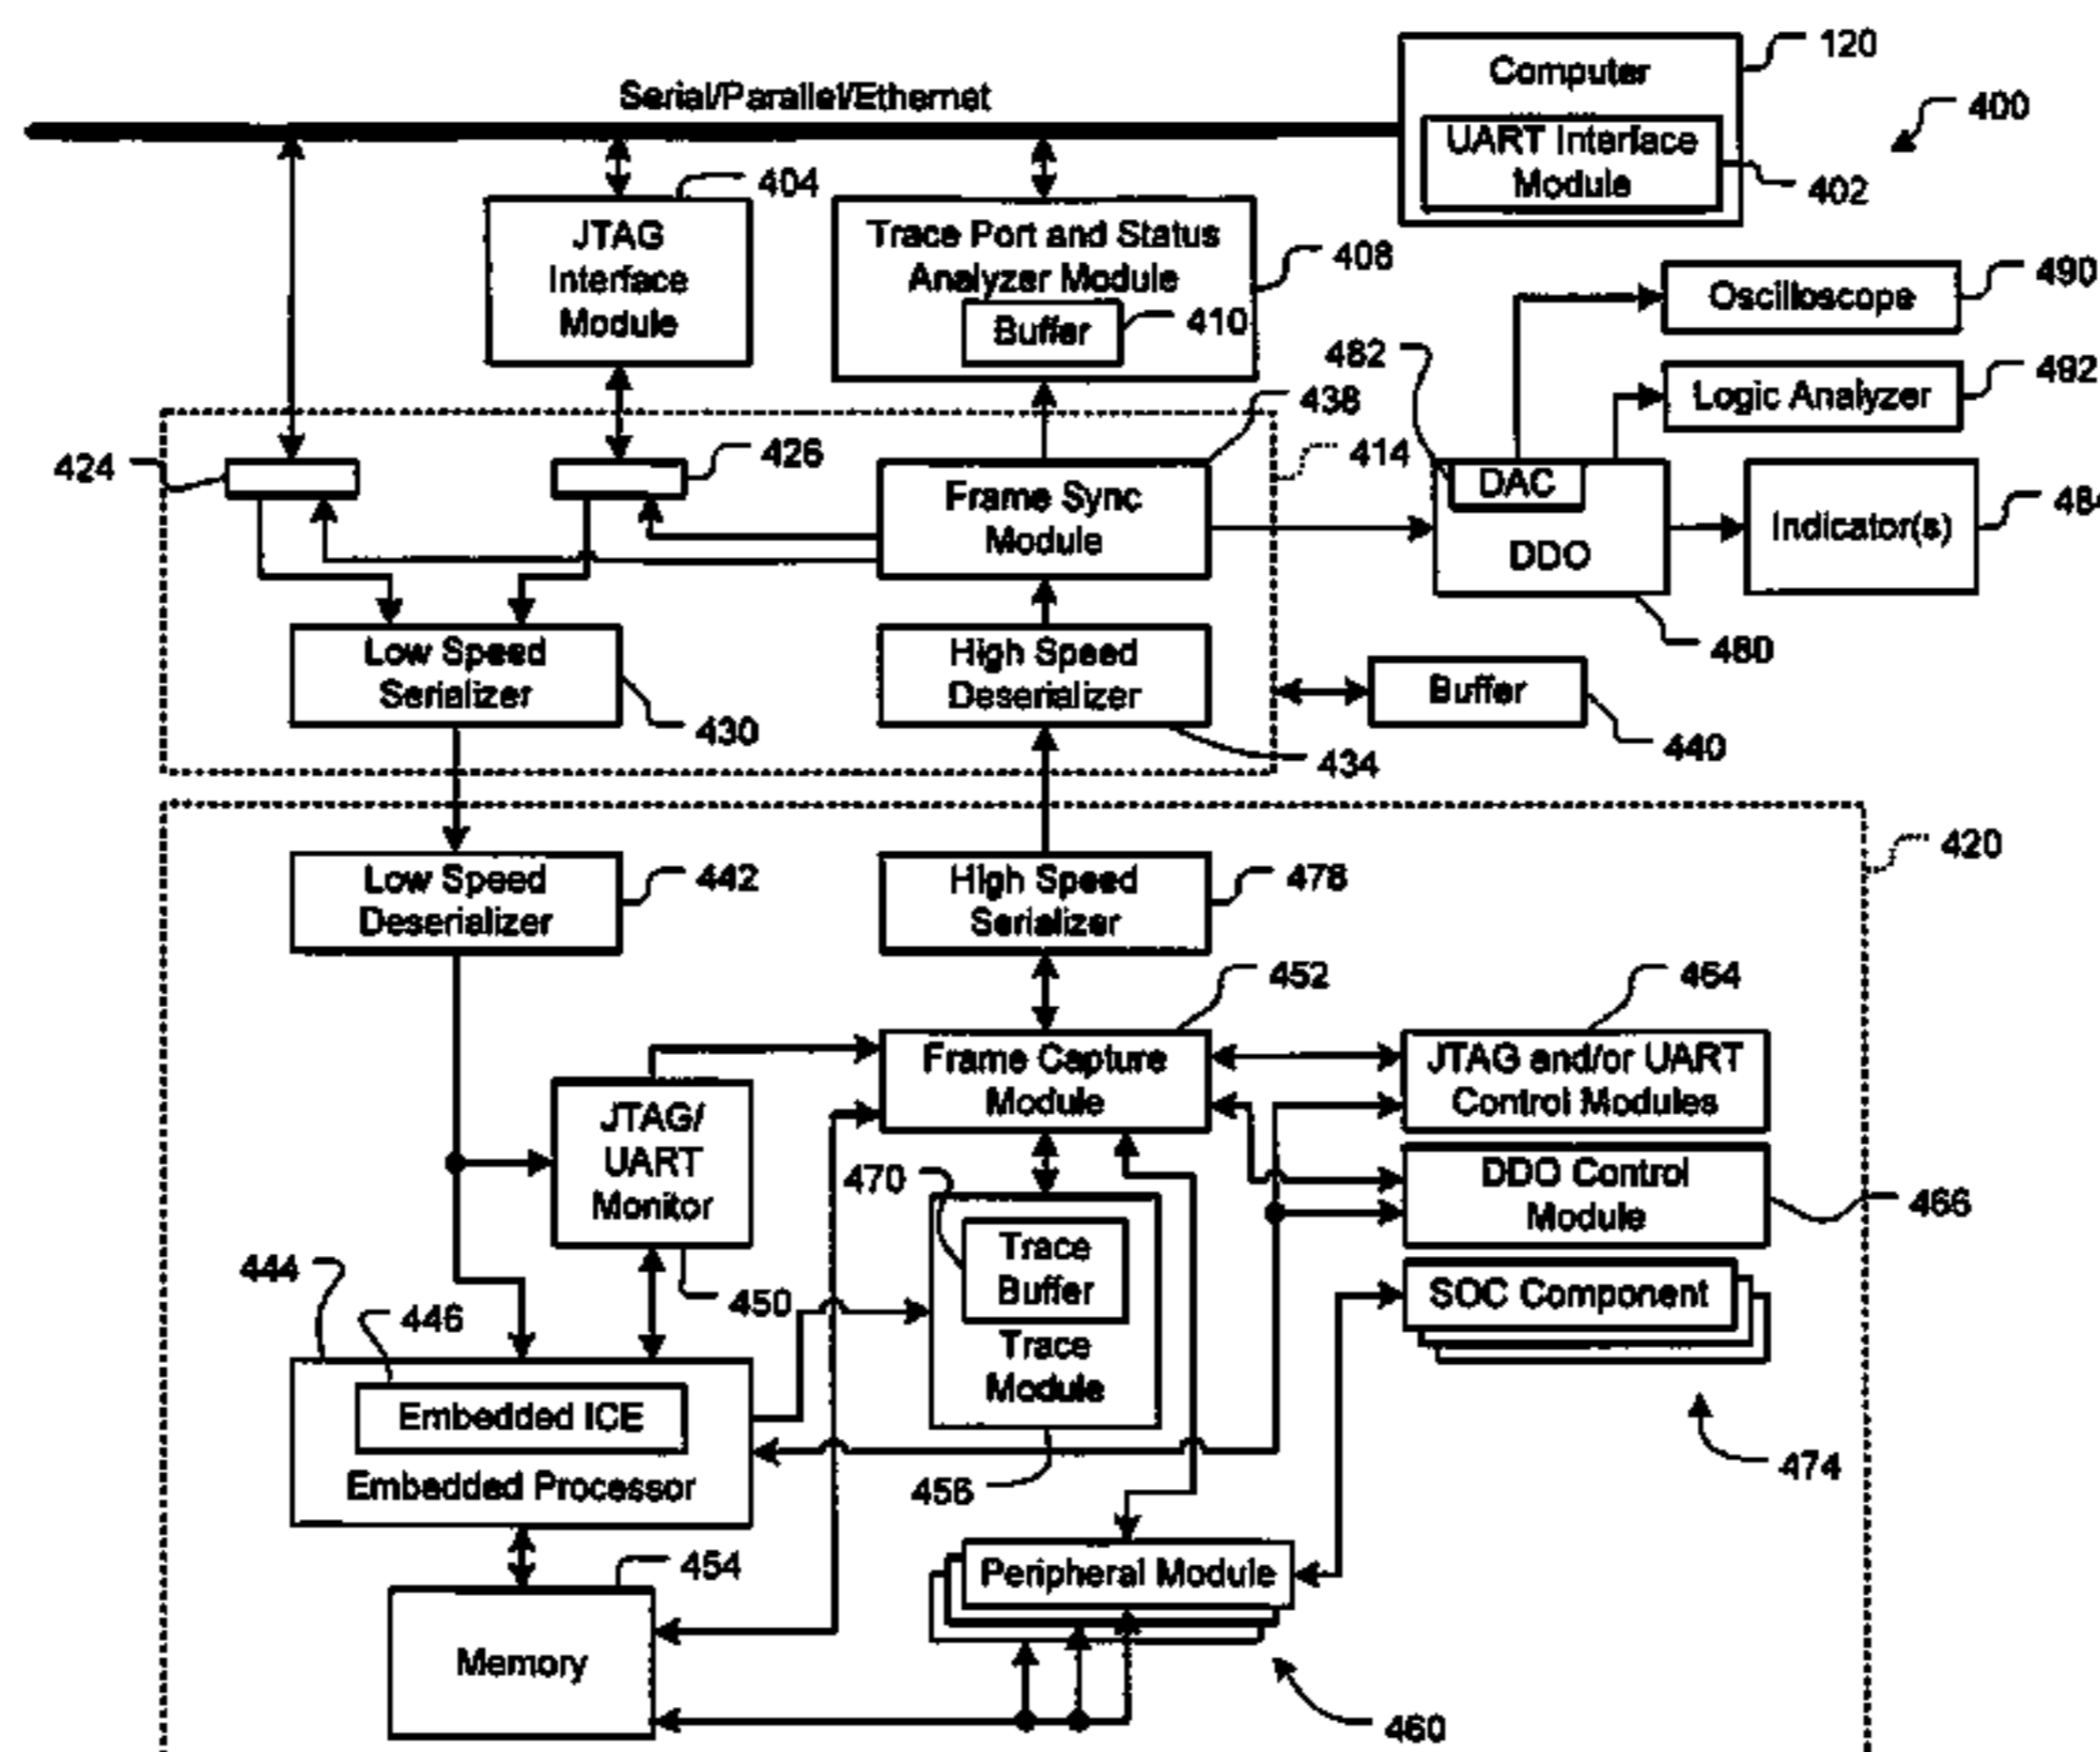 Serial/Parallel/Ethernet
Computer
120
UART Interface
Module
402
400
404
JTAG
Interface
Module
Trace Port and Status
Analyzer Module
408
Buffer
410
Oscilloscope
490
Logic Analyzer
492
482
438
414
424
426
Frame Sync
Module
DAC
DDO
480
Indicator(s)
Low Speed
Serializer
430
High Speed
Deserializer
434
Buffer
440
420
Low Speed
Deserializer
442
High Speed
Serializer
478
452
464
Frame Capture
Module
JTAG and/or UART
Control Modules
JTAG/
UART
Monitor
450
470
DDO Control
Module
466
Trace
Buffer
Trace
Module
456
SOC Component
474
444
446
Embedded ICE
Embedded Processor
454
Memory
Peripheral Module
460